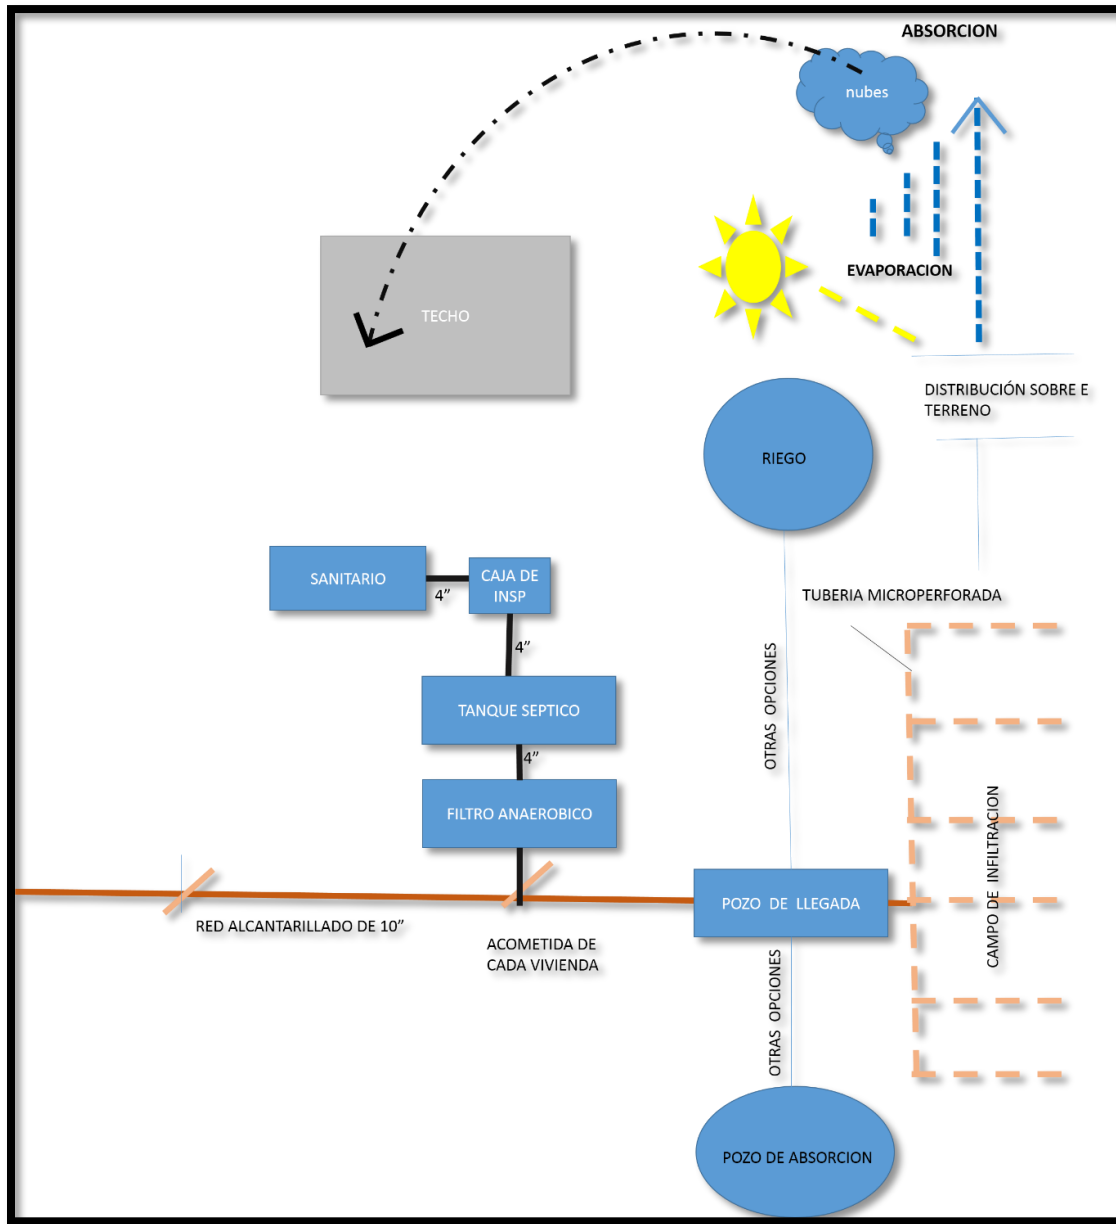 ABSORCION
nubes
EVAPORACION
TECHO
DISTRIBUCIÓN SOBRE E
TERRENO
RIEGO
SANITARIO
4”
CAJA DE
INSP
4”
TUBERIA MICROPERFORADA
TANQUE SEPTICO
4”
OTRAS OPCIONES
FILTRO ANAEROBICO
CAMPO DE INFILTRACION
POZO DE LLEGADA
RED ALCANTARILLADO DE 10”
ACOMETIDA DE
CADA VIVIENDA
OTRAS OPCIONES
POZO DE ABSORCION